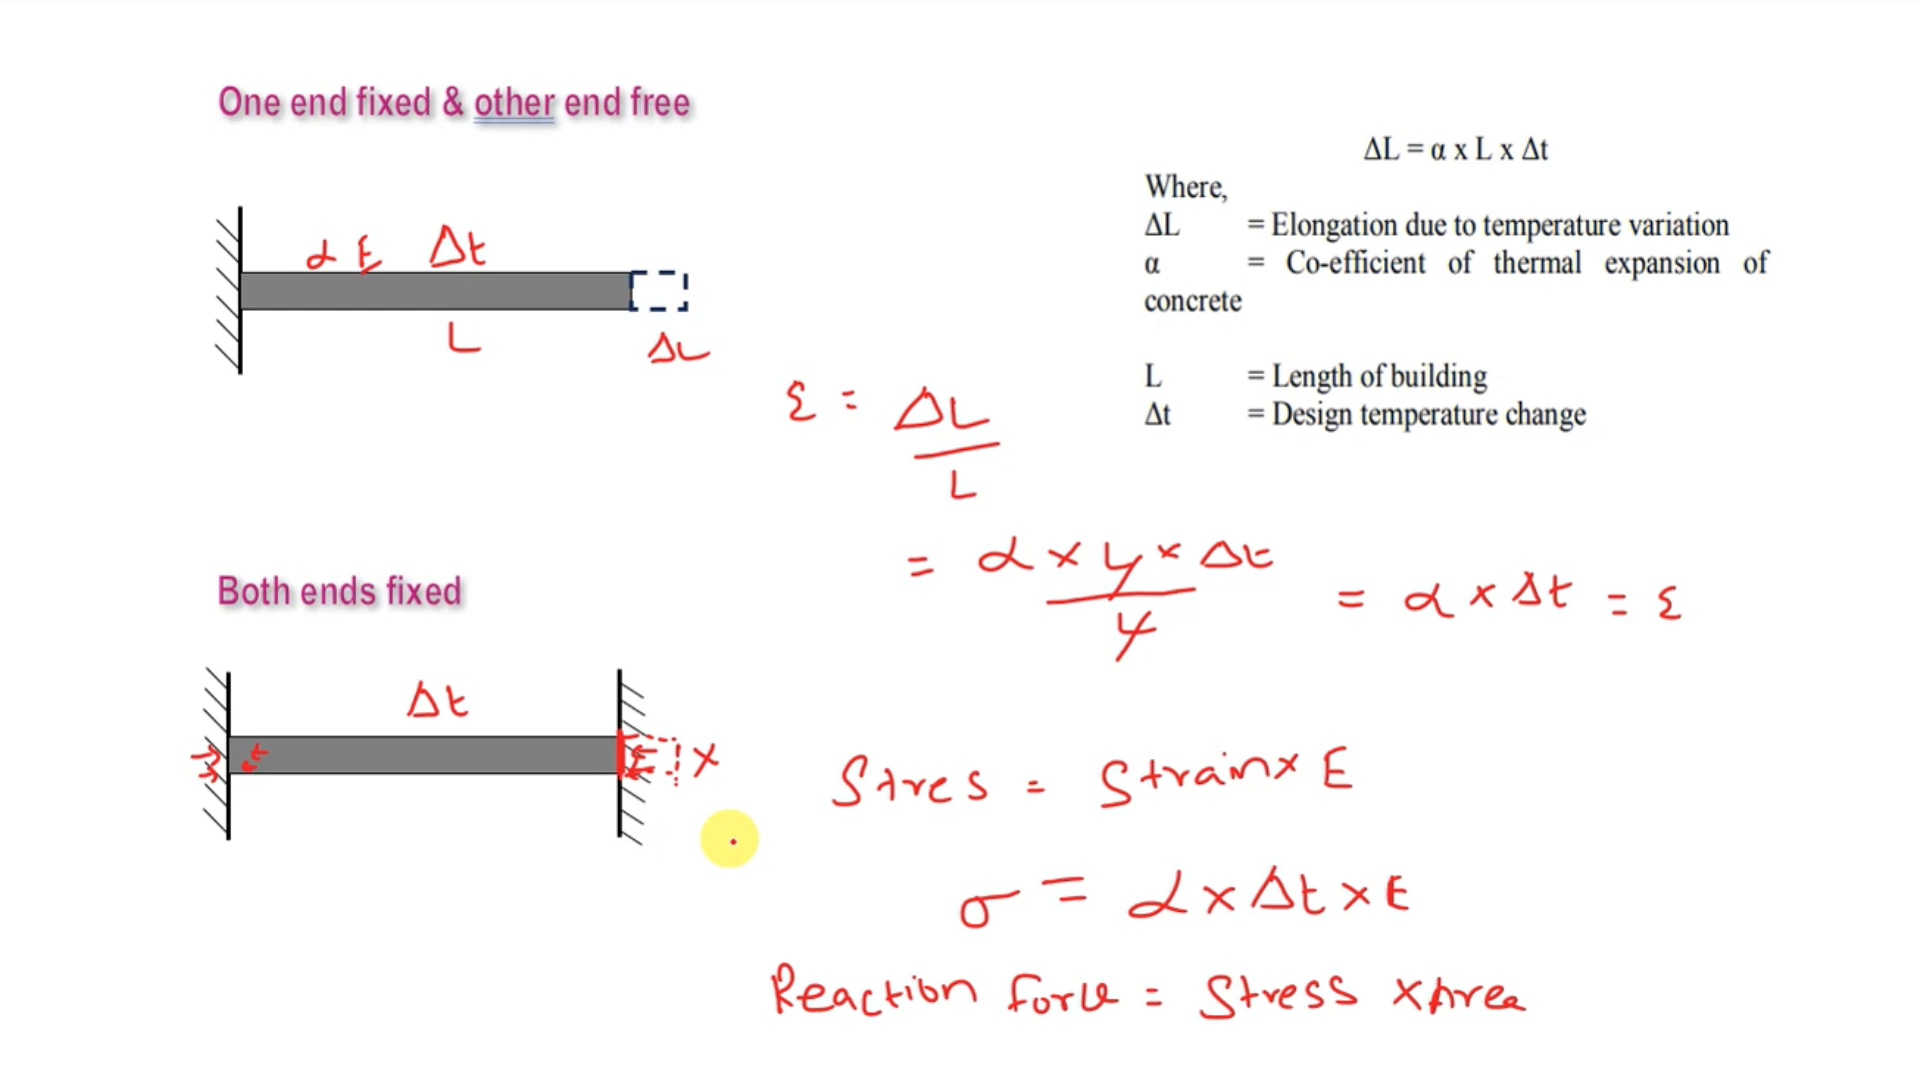 One end fixed & other end free
ΔL = α x L x Δt
Where,
ΔL = Elongation due to temperature variation
α = Co-efficient of thermal expansion of
concrete
L = Length of building
Δt = Design temperature change
α E Δt
L
ΔL
ε = ΔL
L
= α × L × Δt
L
= α × Δt = ε
Both ends fixed
Δt
X
Stres = Strain × E
σ = α × Δt × E
Reaction force = Stress × Area